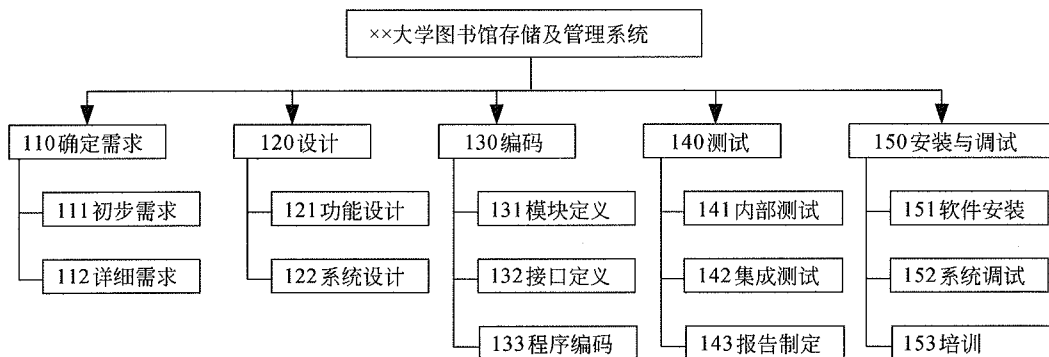 ××大学图书馆存储及管理系统
110确定需求
111初步需求
112详细需求
120设计
121功能设计
122系统设计
130编码
131模块定义
132接口定义
133程序编码
140测试
141内部测试
142集成测试
143报告制定
150安装与调试
151软件安装
152系统调试
153培训